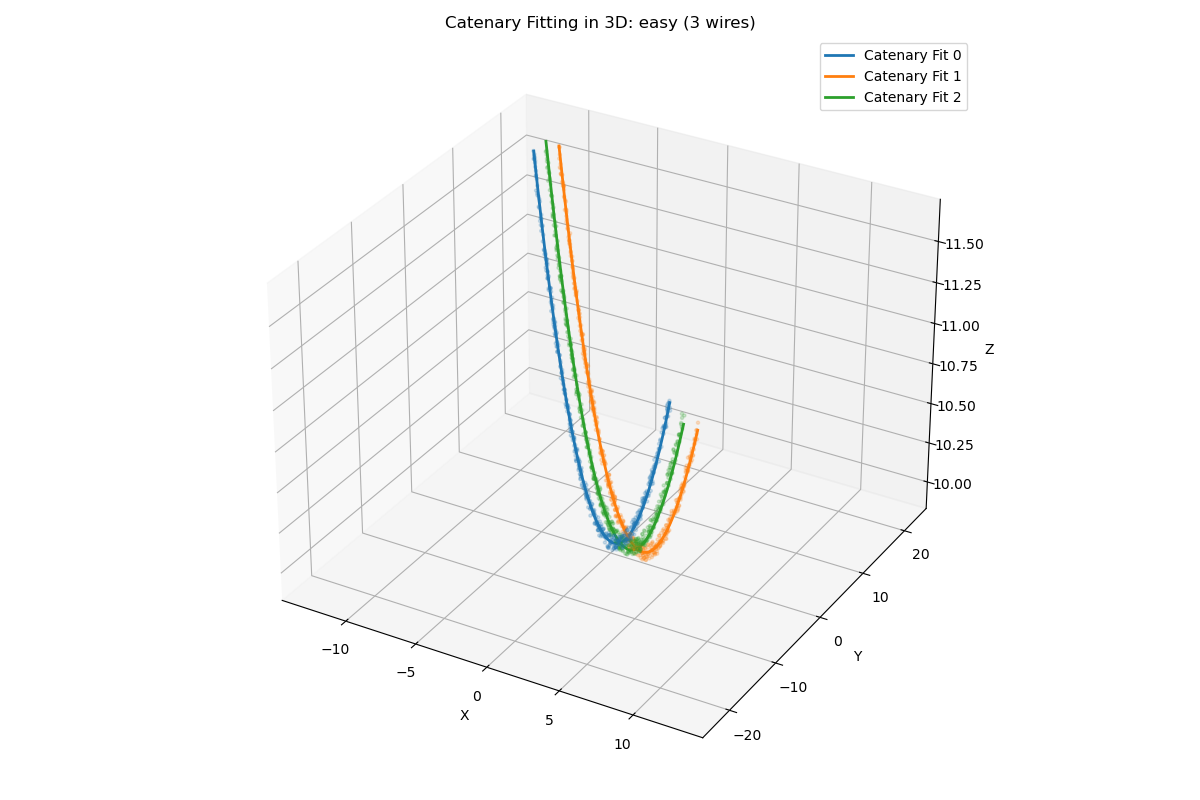 Catenary Fitting in 3D: easy (3 wires)
Catenary Fit 0
Catenary Fit 1
Catenary Fit 2
11.50
11.25
11.00
Z
10.75
10.50
10.25
10.00
20
10
0
Y
−10
−20
−10
−5
0
X
5
10